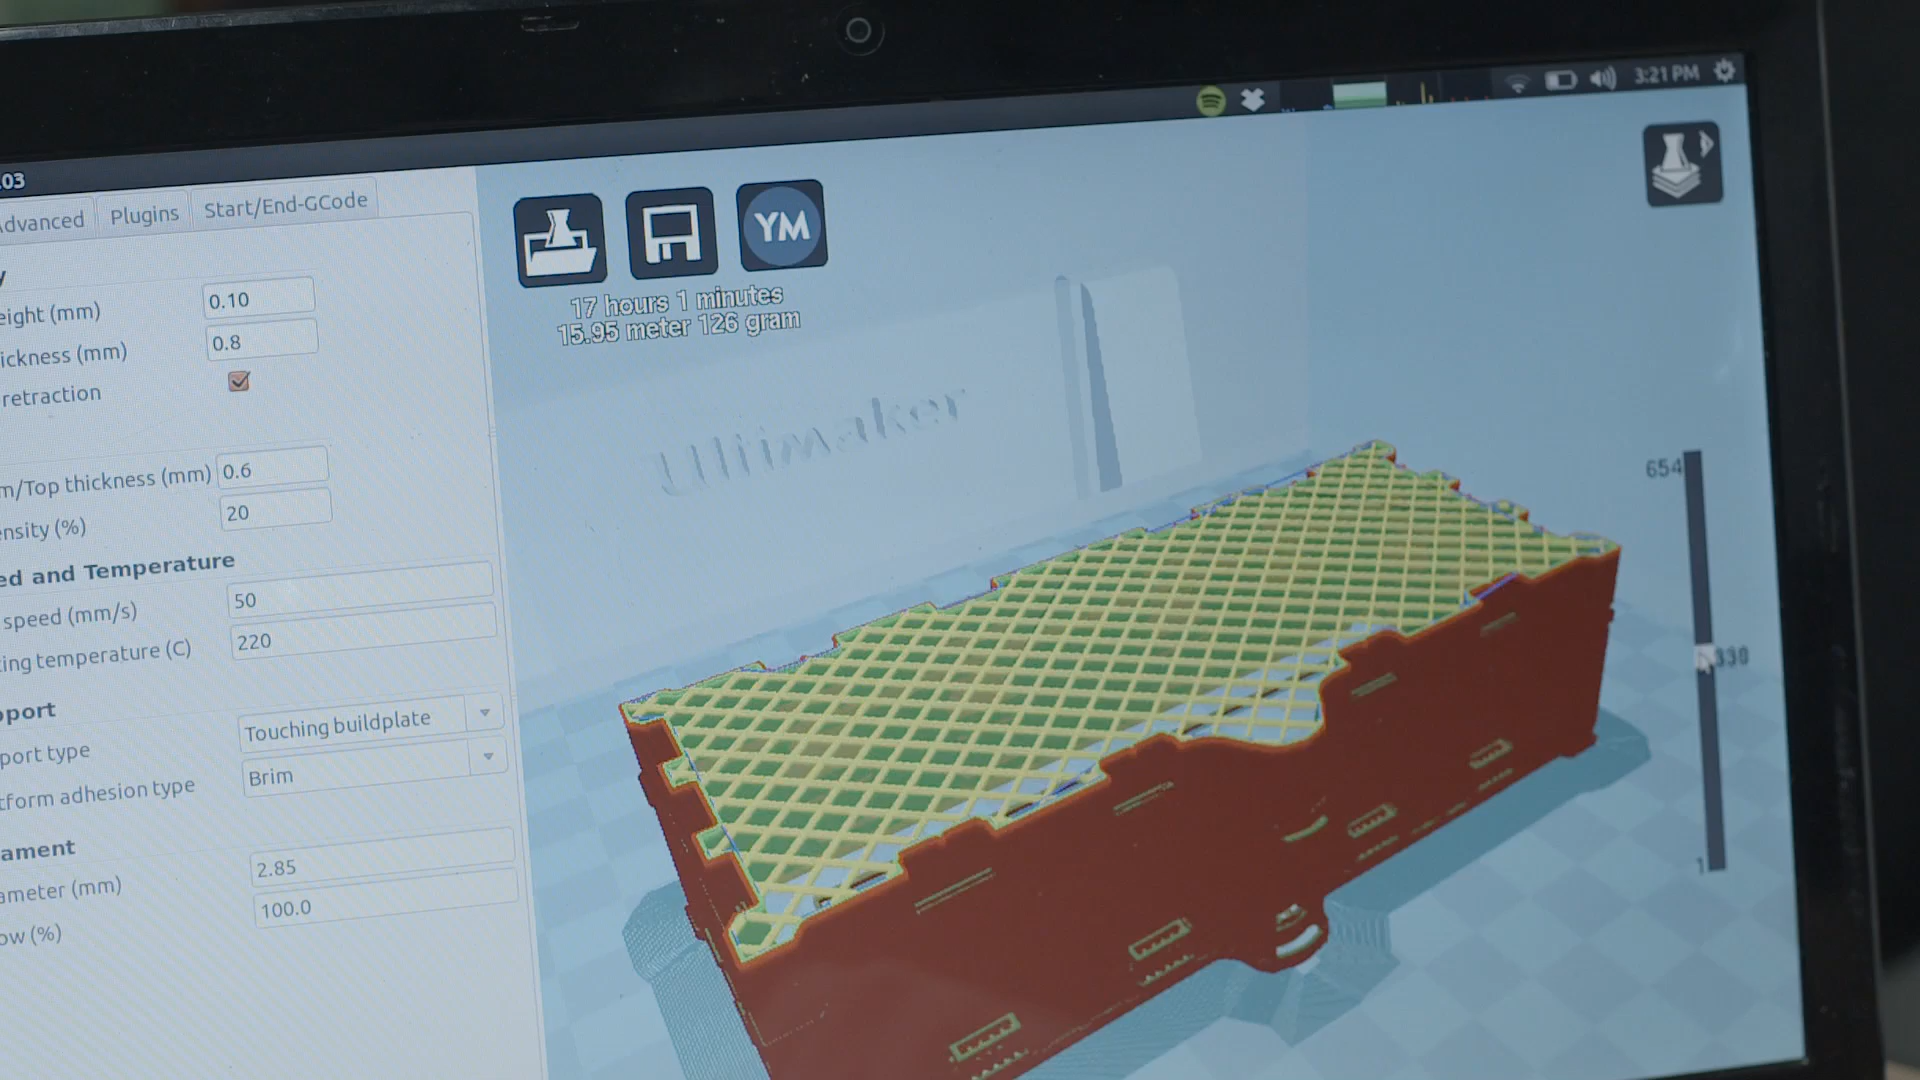 3:21 PM
.03
dvanced Plugins Start/End-GCode
y
eight (mm) 0.10
ickness (mm) 0.8
retraction
m/Top thickness (mm) 0.6
ensity (%) 20
ed and Temperature
speed (mm/s) 50
ing temperature (C) 220
pport
port type Touching buildplate
tform adhesion type Brim
ament
ameter (mm) 2.85
ow (%) 100.0
YM
17 hours 1 minutes
15.95 meter 126 gram
Ultimaker
654
330
1